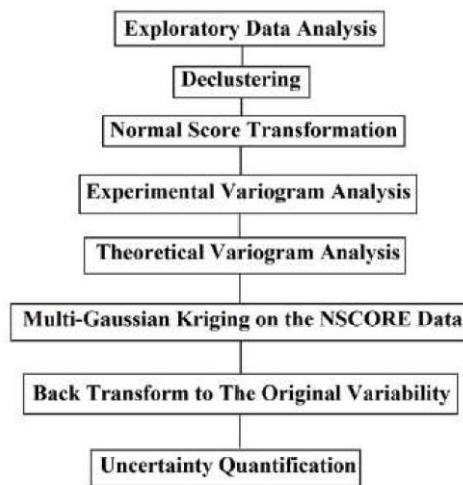 Exploratory Data Analysis
Declustering
Normal Score Transformation
Experimental Variogram Analysis
Theoretical Variogram Analysis
Multi-Gaussian Kriging on the NSCORE Data
Back Transform to The Original Variability
Uncertainty Quantification